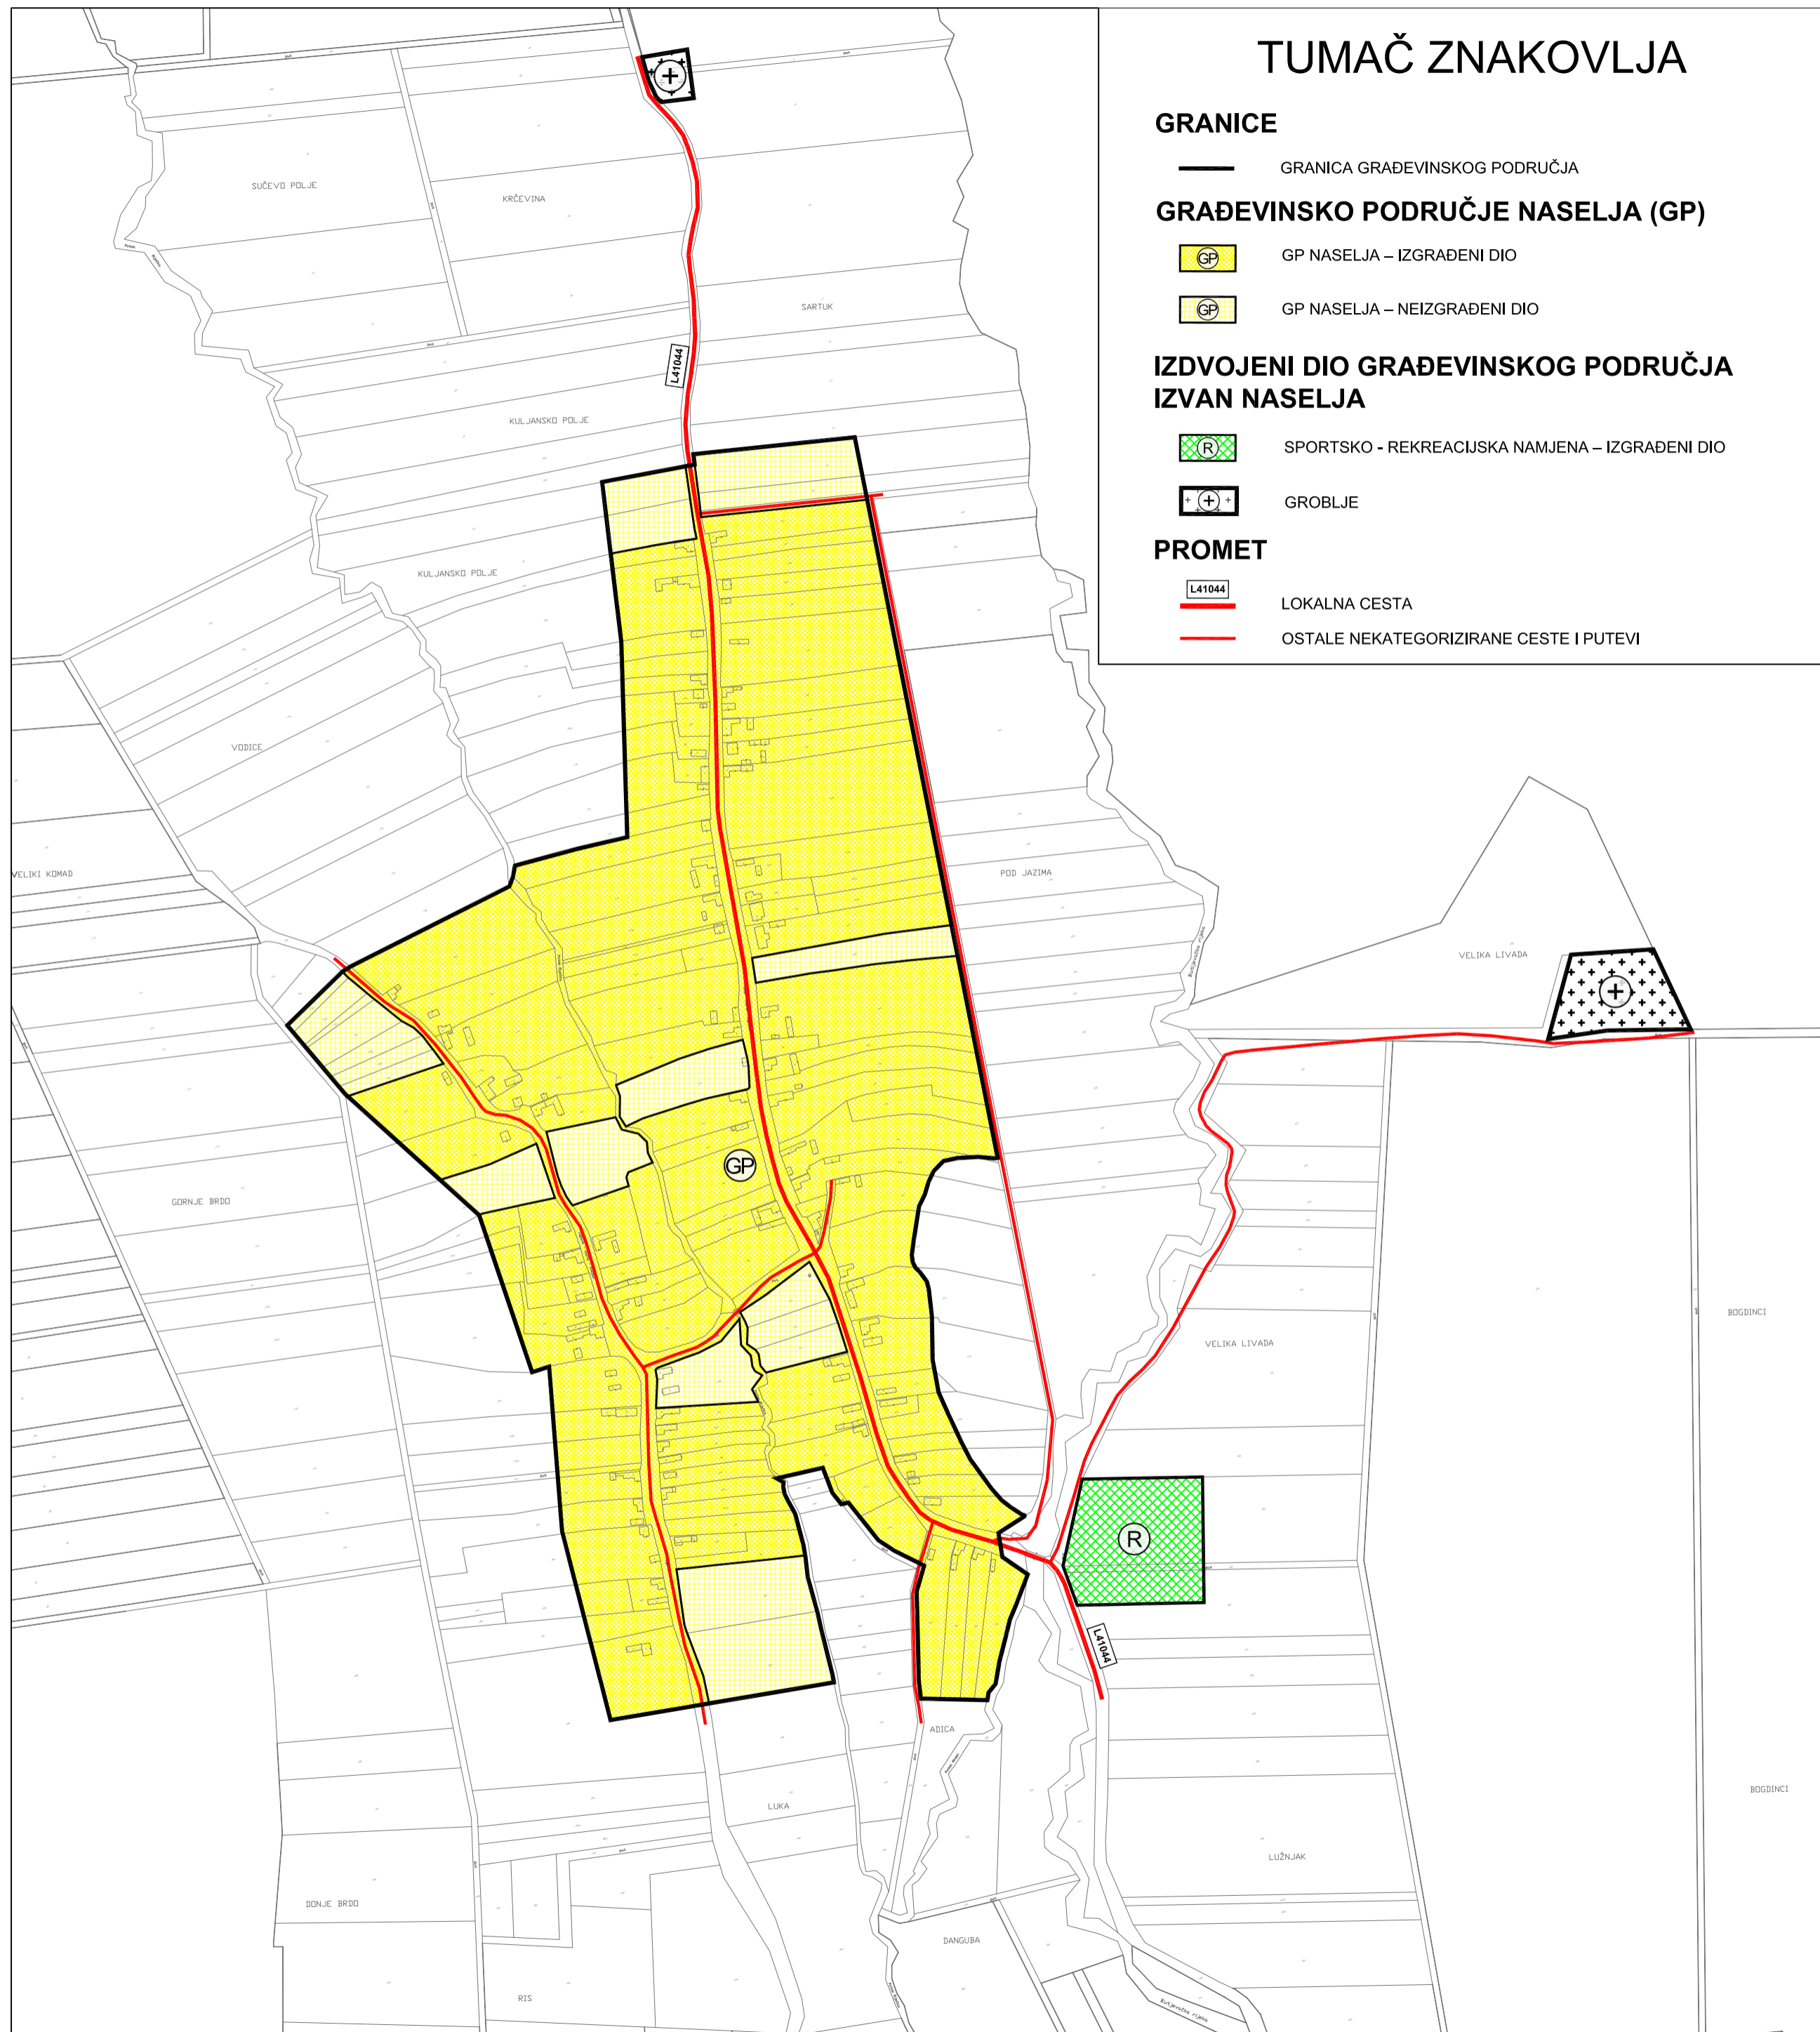 TUMAČ ZNAKOVLJA
GRANICE
GRANICA GRAĐEVINSKOG PODRUČJA
GRAĐEVINSKO PODRUČJE NASELJA (GP)
GP
GP NASELJA – IZGRAĐENI DIO
GP
GP NASELJA – NEIZGRAĐENI DIO
IZDVOJENI DIO GRAĐEVINSKOG PODRUČJA
IZVAN NASELJA
R
SPORTSKO - REKREACIJSKA NAMJENA – IZGRAĐENI DIO
GROBLJE
PROMET
L41044
LOKALNA CESTA
OSTALE NEKATEGORIZIRANE CESTE I PUTEVI
SUČEVO POLJE
KRČEVINA
SARTUK
L41044
KULJANSKO POLJE
KULJANSKO POLJE
VODICE
VELIKI KOMAD
POD JAZIMA
VELIKA LIVADA
GP
GORNJE BRDO
BOGDINCI
VELIKA LIVADA
R
L41044
ADICA
BOGDINCI
LUKA
LUŽNJAK
DONJE BRDO
DANGUBA
RIS